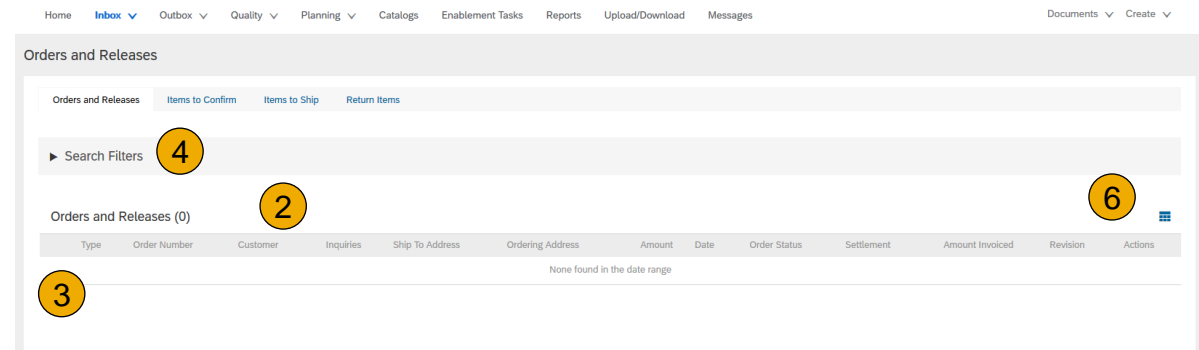 Home Inbox Outbox Quality Planning Catalogs Enablement Tasks Reports Upload/Download Messages Documents Create
Orders and Releases
Orders and Releases Items to Confirm Items to Ship Return Items
Search Filters 4
2 6
Orders and Releases (0)
Type Order Number Customer Inquiries Ship To Address Ordering Address Amount Date Order Status Settlement Amount Invoiced Revision Actions
None found in the date range
3